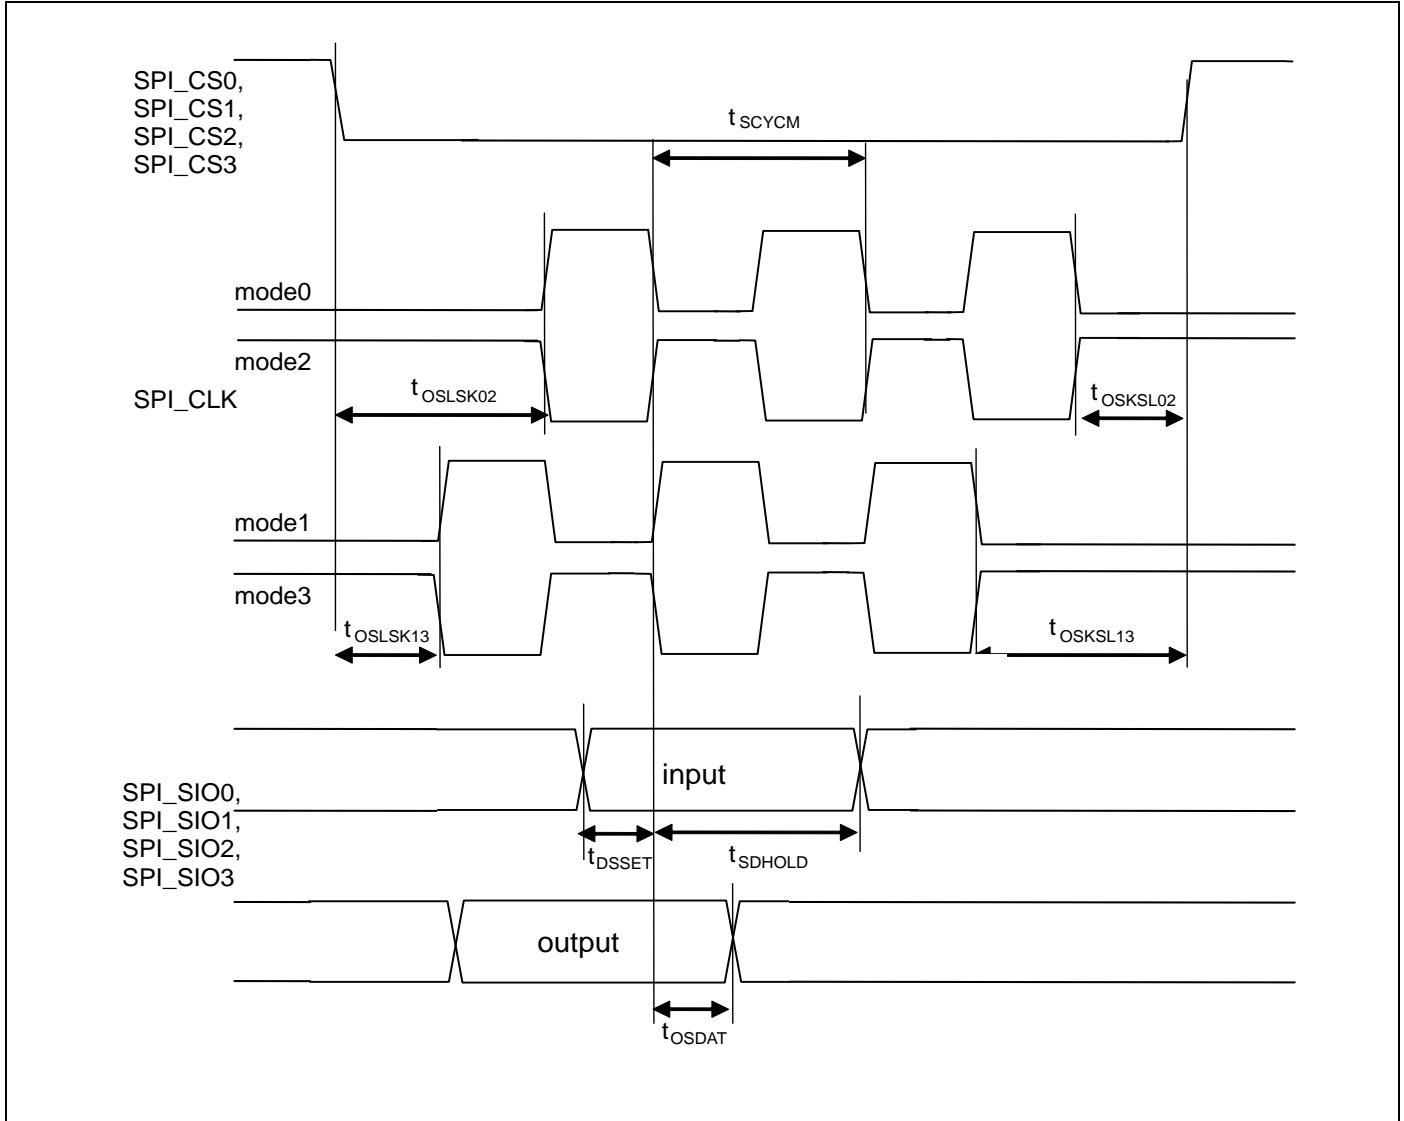 SPI_CS0,
SPI_CS1,
SPI_CS2,
SPI_CS3
tSCYCM
mode0
mode2
SPI_CLK
tOSLSK02
tOSKSL02
mode1
mode3
tOSLSK13
tOSKSL13
input
SPI_SIO0,
SPI_SIO1,
SPI_SIO2,
SPI_SIO3
tDSSET
tSDHOLD
output
tOSDAT